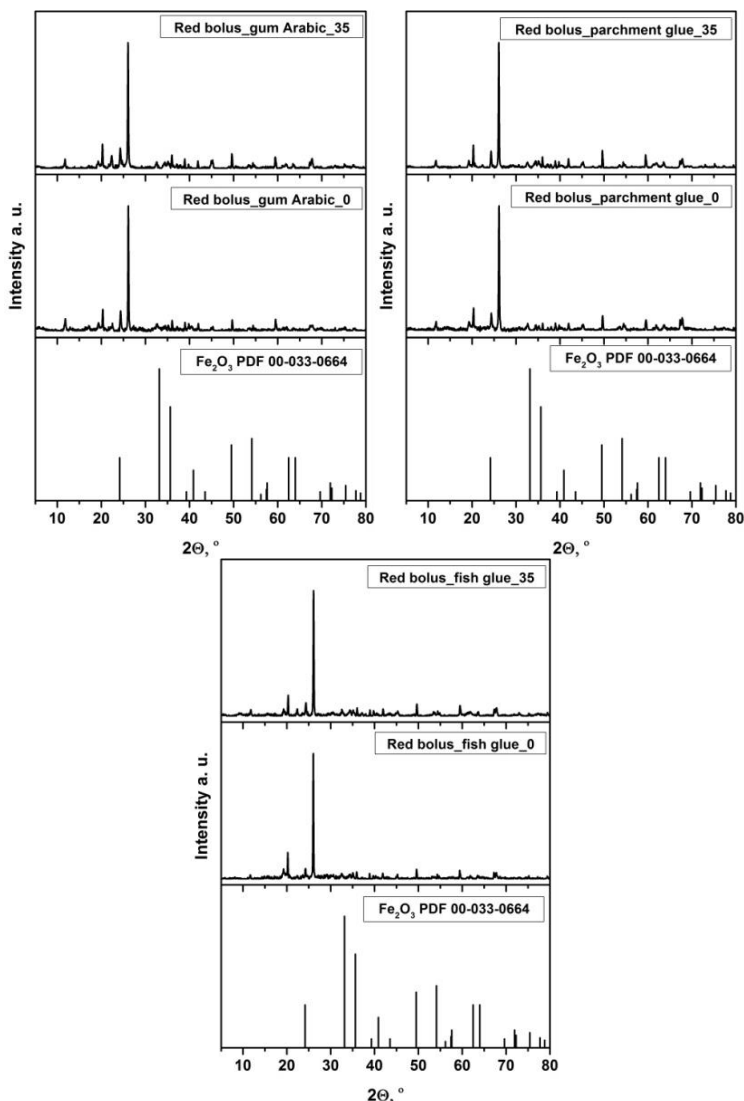 Red bolus_gum Arabic_35
Red bolus_gum Arabic_0
Fe₂O₃ PDF 00-033-0664
Intensity a. u.
10 20 30 40 50 60 70 80
2Θ, °
Red bolus_parchment glue_35
Red bolus_parchment glue_0
Fe₂O₃ PDF 00-033-0664
Intensity a. u.
10 20 30 40 50 60 70 80
2Θ, °
Red bolus_fish glue_35
Red bolus_fish glue_0
Fe₂O₃ PDF 00-033-0664
Intensity a. u.
10 20 30 40 50 60 70 80
2Θ, °